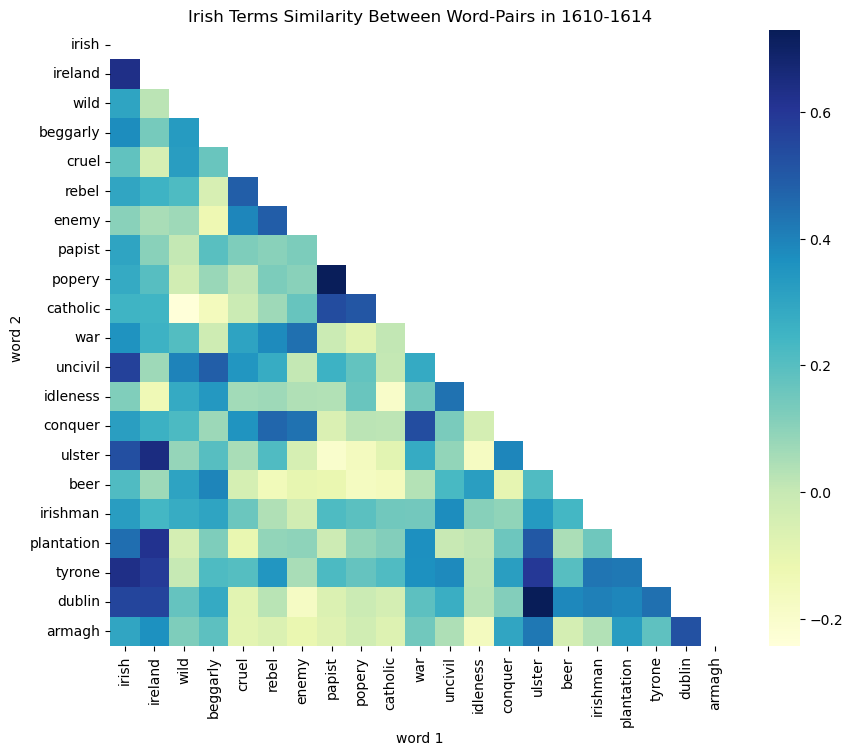 Irish Terms Similarity Between Word-Pairs in 1610-1614
word 2
irish
ireland
wild
beggarly
cruel
rebel
enemy
papist
popery
catholic
war
uncivil
idleness
conquer
ulster
beer
irishman
plantation
tyrone
dublin
armagh
irish
ireland
wild
beggarly
cruel
rebel
enemy
papist
popery
catholic
war
uncivil
idleness
conquer
ulster
beer
irishman
plantation
tyrone
dublin
armagh
word 1
0.6
0.4
0.2
0.0
−0.2